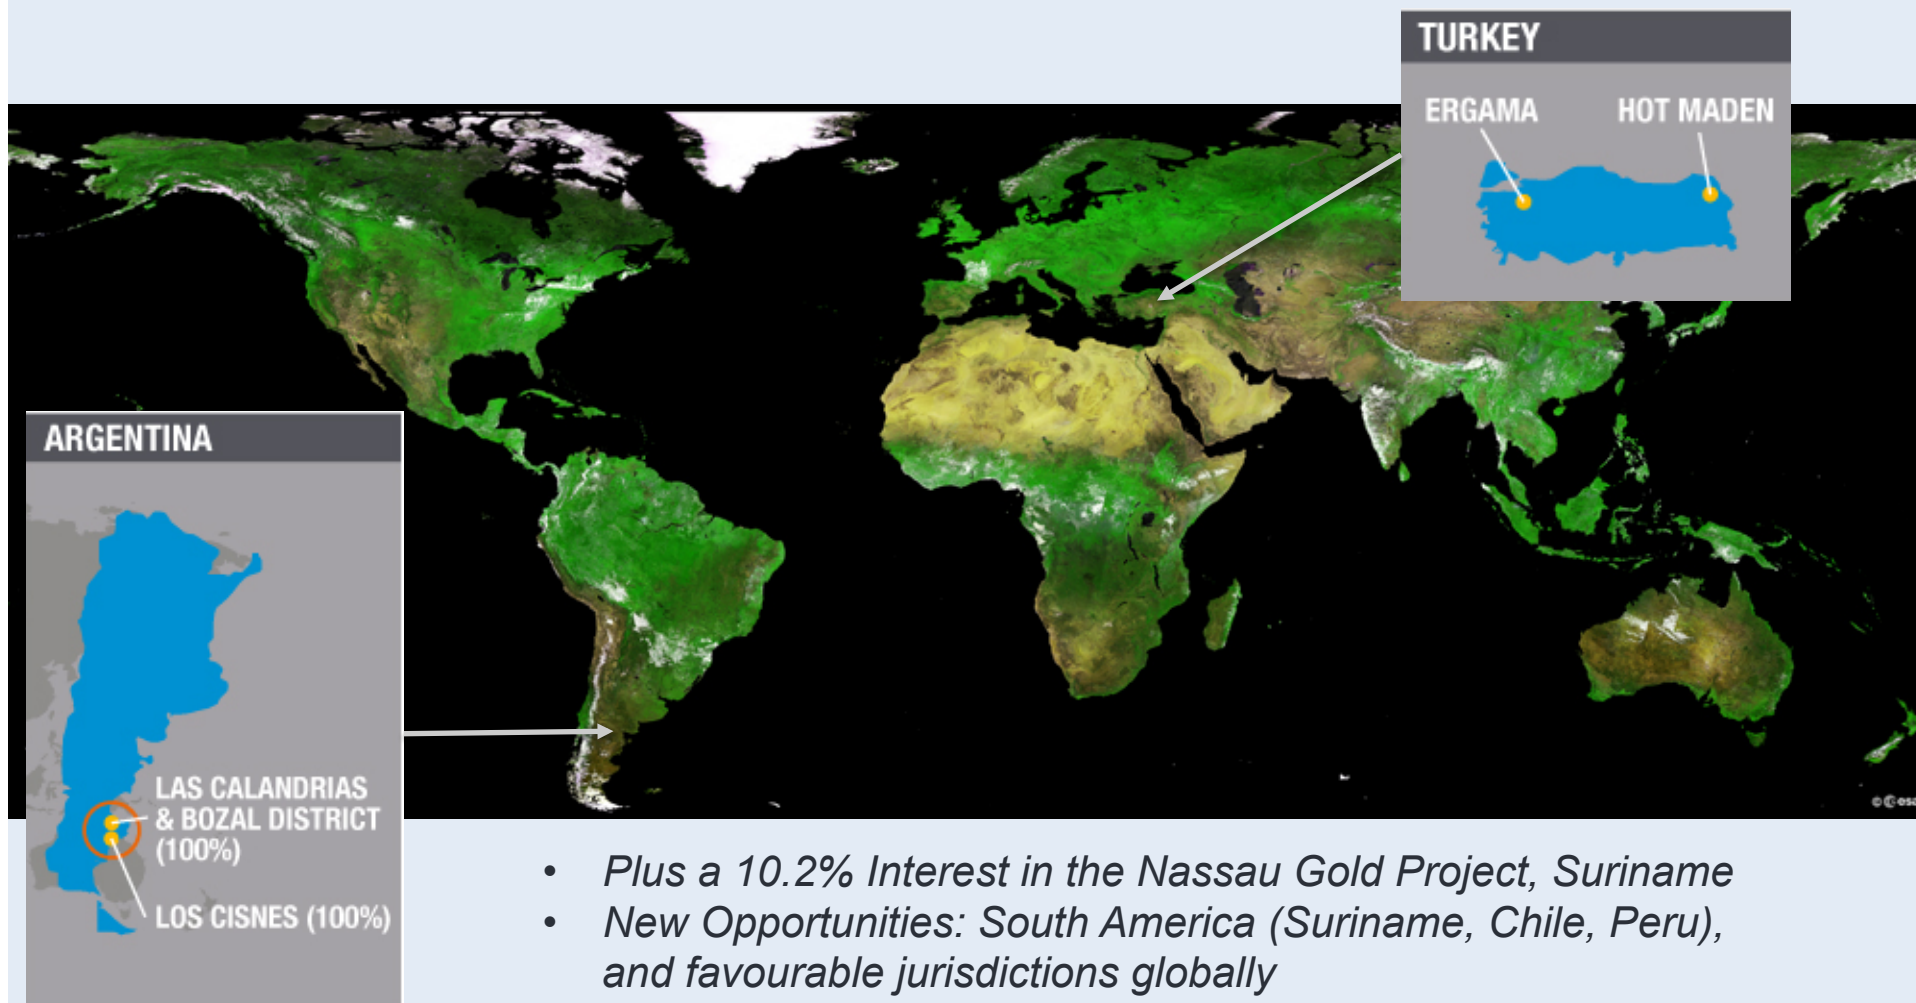 TURKEY
ERGAMA
HOT MADEN
ARGENTINA
LAS CALANDRIAS
& BOZAL DISTRICT
(100%)
LOS CISNES (100%)
© esa
• Plus a 10.2% Interest in the Nassau Gold Project, Suriname
• New Opportunities: South America (Suriname, Chile, Peru),
and favourable jurisdictions globally